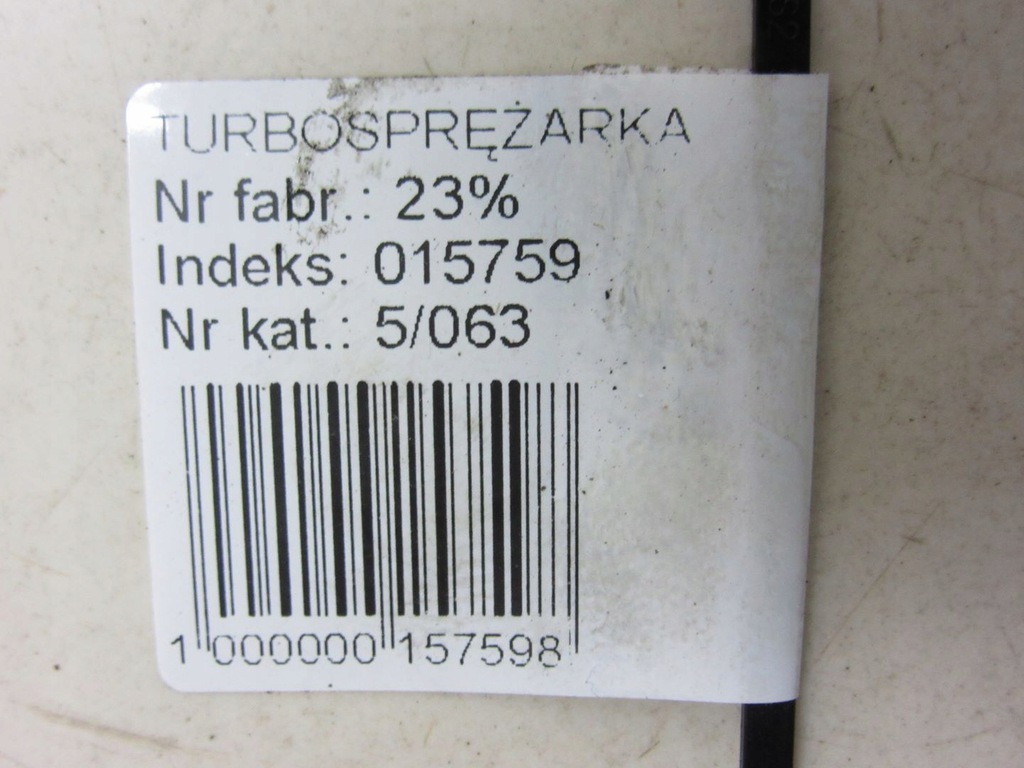 TURBOSPRĘŻARKA
Nr fabr.: 23%
Indeks: 015759
Nr kat.: 5/063
1 000000 157598